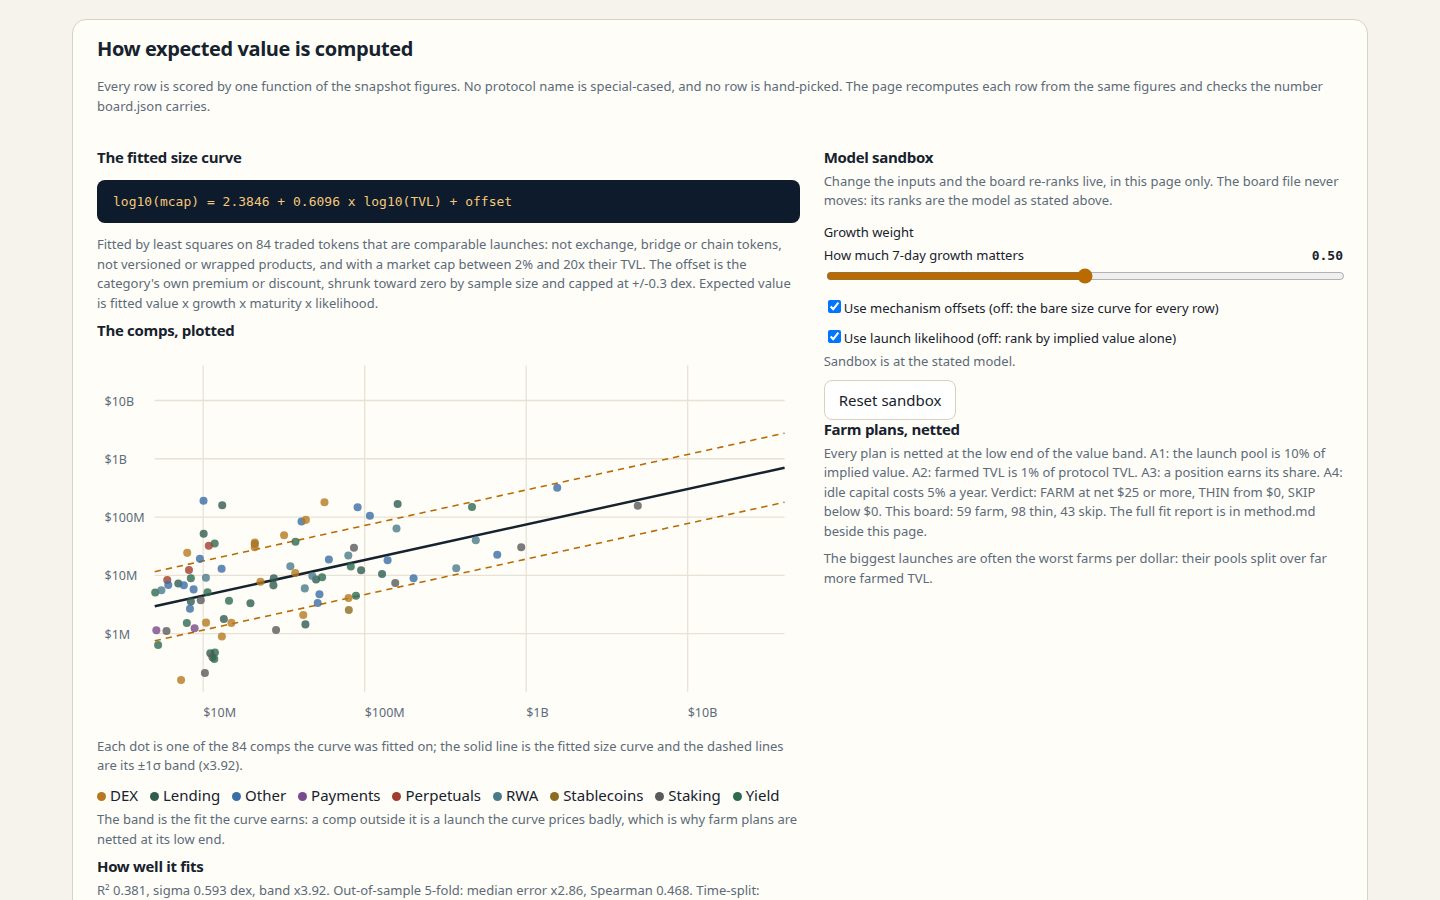 How expected value is computed
Every row is scored by one function of the snapshot figures. No protocol name is special-cased, and no row is hand-picked. The page recomputes each row from the same figures and checks the number
board.json carries.
The fitted size curve
log10(mcap) = 2.3846 + 0.6096 x log10(TVL) + offset
Fitted by least squares on 84 traded tokens that are comparable launches: not exchange, bridge or chain tokens,
not versioned or wrapped products, and with a market cap between 2% and 20x their TVL. The offset is the
category's own premium or discount, shrunk toward zero by sample size and capped at +/-0.3 dex. Expected value
is fitted value x growth x maturity x likelihood.
The comps, plotted
$10B
$1B
$100M
$10M
$1M
$10M
$100M
$1B
$10B
Each dot is one of the 84 comps the curve was fitted on; the solid line is the fitted size curve and the dashed lines
are its ±1σ band (x3.92).
DEX
Lending
Other
Payments
Perpetuals
RWA
Stablecoins
Staking
Yield
The band is the fit the curve earns: a comp outside it is a launch the curve prices badly, which is why farm plans are
netted at its low end.
How well it fits
R² 0.381, sigma 0.593 dex, band x3.92. Out-of-sample 5-fold: median error x2.86, Spearman 0.468. Time-split:
Model sandbox
Change the inputs and the board re-ranks live, in this page only. The board file never
moves: its ranks are the model as stated above.
Growth weight
How much 7-day growth matters
0.50
Use mechanism offsets (off: the bare size curve for every row)
Use launch likelihood (off: rank by implied value alone)
Sandbox is at the stated model.
Reset sandbox
Farm plans, netted
Every plan is netted at the low end of the value band. A1: the launch pool is 10% of
implied value. A2: farmed TVL is 1% of protocol TVL. A3: a position earns its share. A4:
idle capital costs 5% a year. Verdict: FARM at net $25 or more, THIN from $0, SKIP
below $0. This board: 59 farm, 98 thin, 43 skip. The full fit report is in method.md
beside this page.
The biggest launches are often the worst farms per dollar: their pools split over far
more farmed TVL.